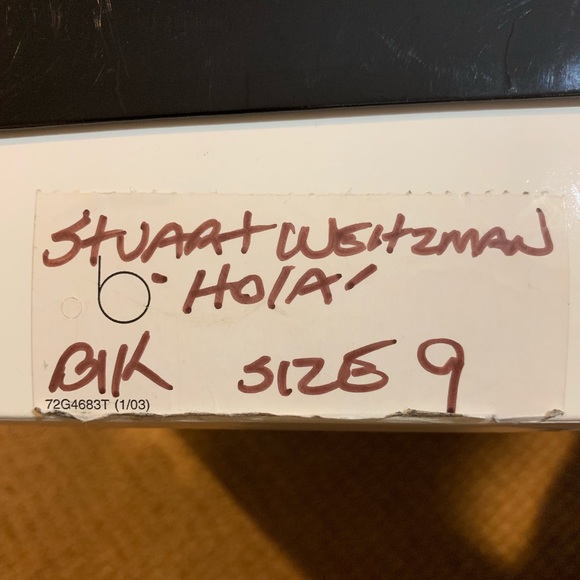 STUART WEITZMAN
b 'HOlA'
BlK SIZE 9
72G4683T (1/03)